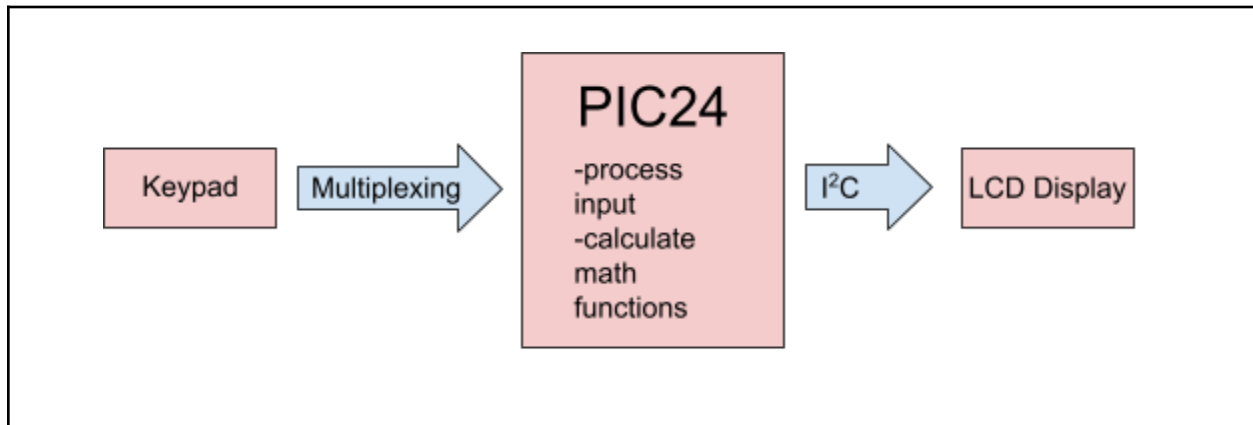 Keypad
Multiplexing
PIC24
-process
input
-calculate
math
functions
I²C
LCD Display